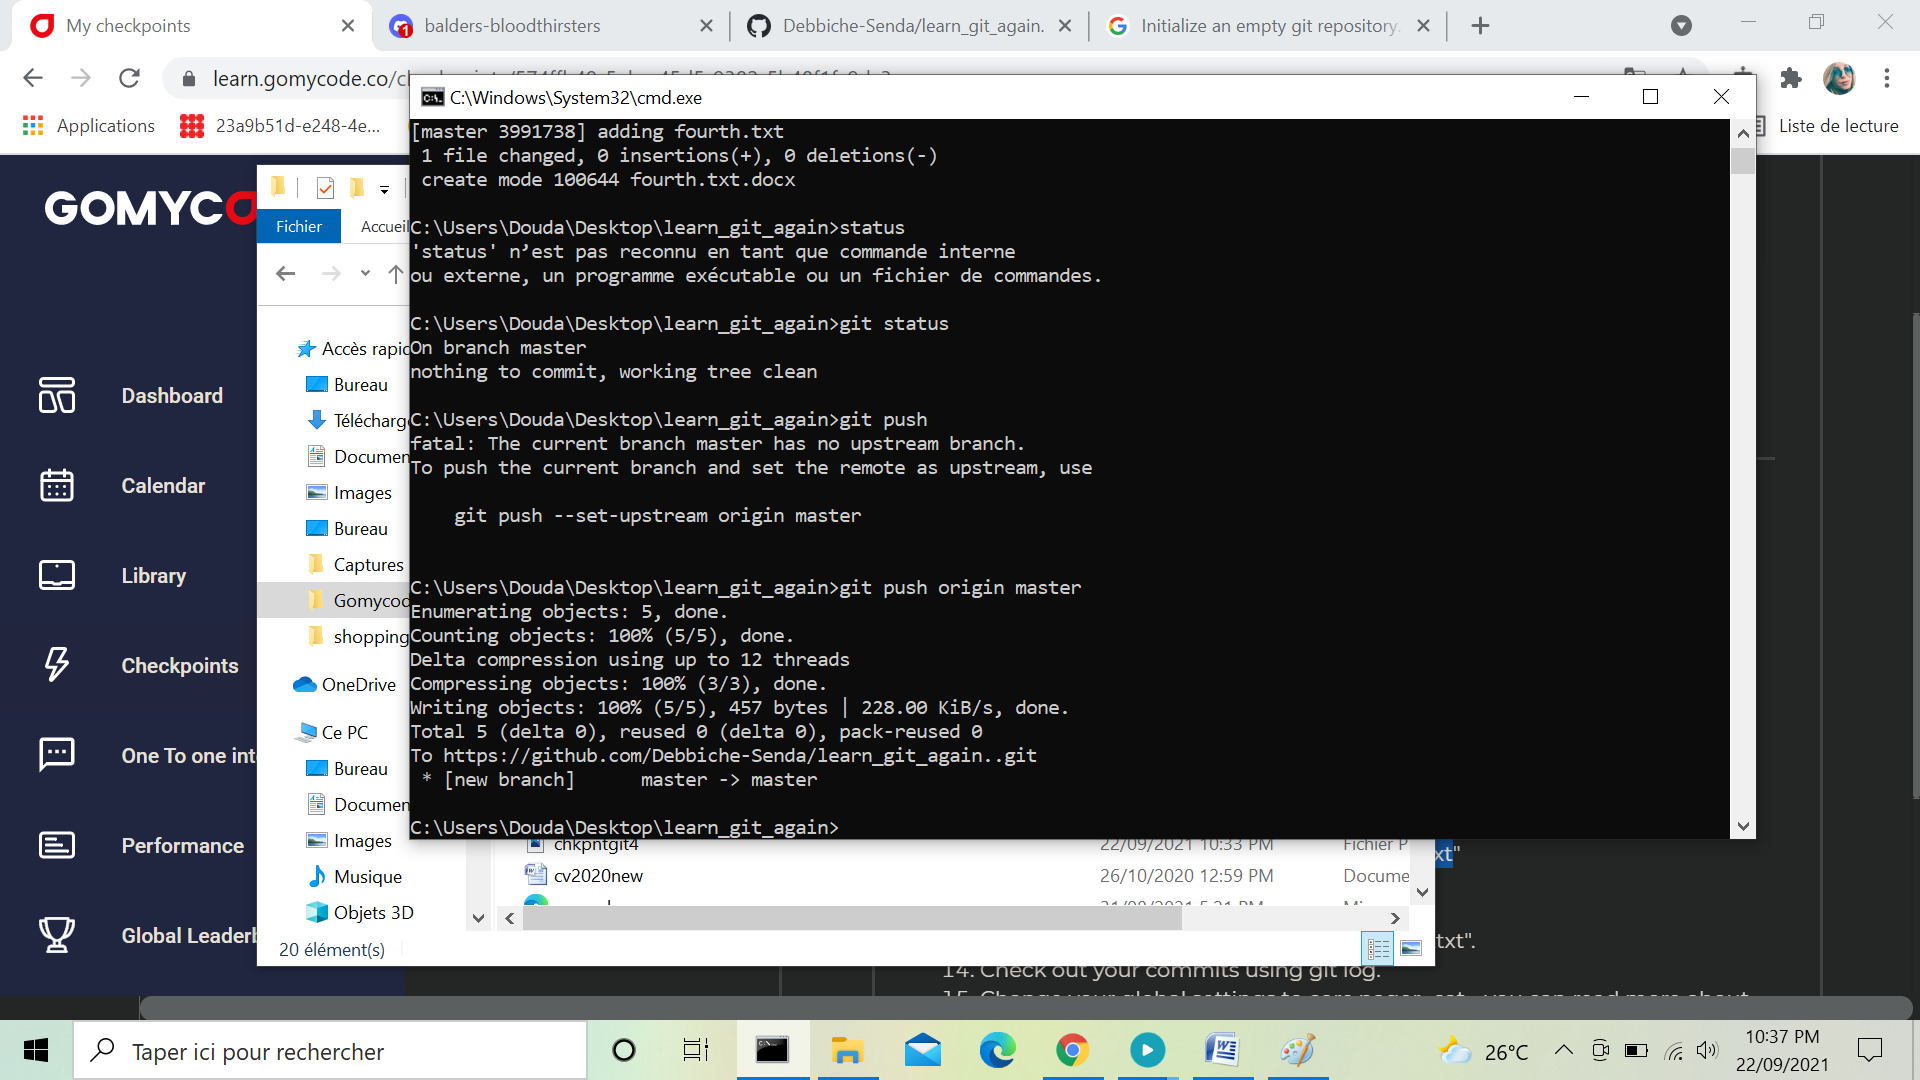 My checkpoints
balders-bloodthirsters
Debbiche-Senda/learn_git_again.
Initialize an empty git repository.
learn.gomycode.co/
Applications
23a9b51d-e248-4e...
Liste de lecture
C:\Windows\System32\cmd.exe
[master 3991738] adding fourth.txt
1 file changed, 0 insertions(+), 0 deletions(-)
create mode 100644 fourth.txt.docx
C:\Users\Douda\Desktop\learn_git_again>status
'status' n’est pas reconnu en tant que commande interne
ou externe, un programme exécutable ou un fichier de commandes.
C:\Users\Douda\Desktop\learn_git_again>git status
On branch master
nothing to commit, working tree clean
C:\Users\Douda\Desktop\learn_git_again>git push
fatal: The current branch master has no upstream branch.
To push the current branch and set the remote as upstream, use
git push --set-upstream origin master
C:\Users\Douda\Desktop\learn_git_again>git push origin master
Enumerating objects: 5, done.
Counting objects: 100% (5/5), done.
Delta compression using up to 12 threads
Compressing objects: 100% (3/3), done.
Writing objects: 100% (5/5), 457 bytes | 228.00 KiB/s, done.
Total 5 (delta 0), reused 0 (delta 0), pack-reused 0
To https://github.com/Debbiche-Senda/learn_git_again..git
* [new branch] master -> master
C:\Users\Douda\Desktop\learn_git_again>
GOMYCO
Dashboard
Calendar
Library
Checkpoints
One To one int
Performance
Global Leaderb
Fichier
Accueil
Accès rapid
Bureau
Télécharge
Documen
Images
Bureau
Captures
Gomycod
shopping
OneDrive
Ce PC
Bureau
Documen
Images
Musique
Objets 3D
20 élément(s)
chkpntgit4 22/09/2021 10:33 PM Fichier P
cv2020new 26/10/2020 12:59 PM Docume
xt"
txt".
14. Check out your commits using git log.
Taper ici pour rechercher
26°C
10:37 PM
22/09/2021